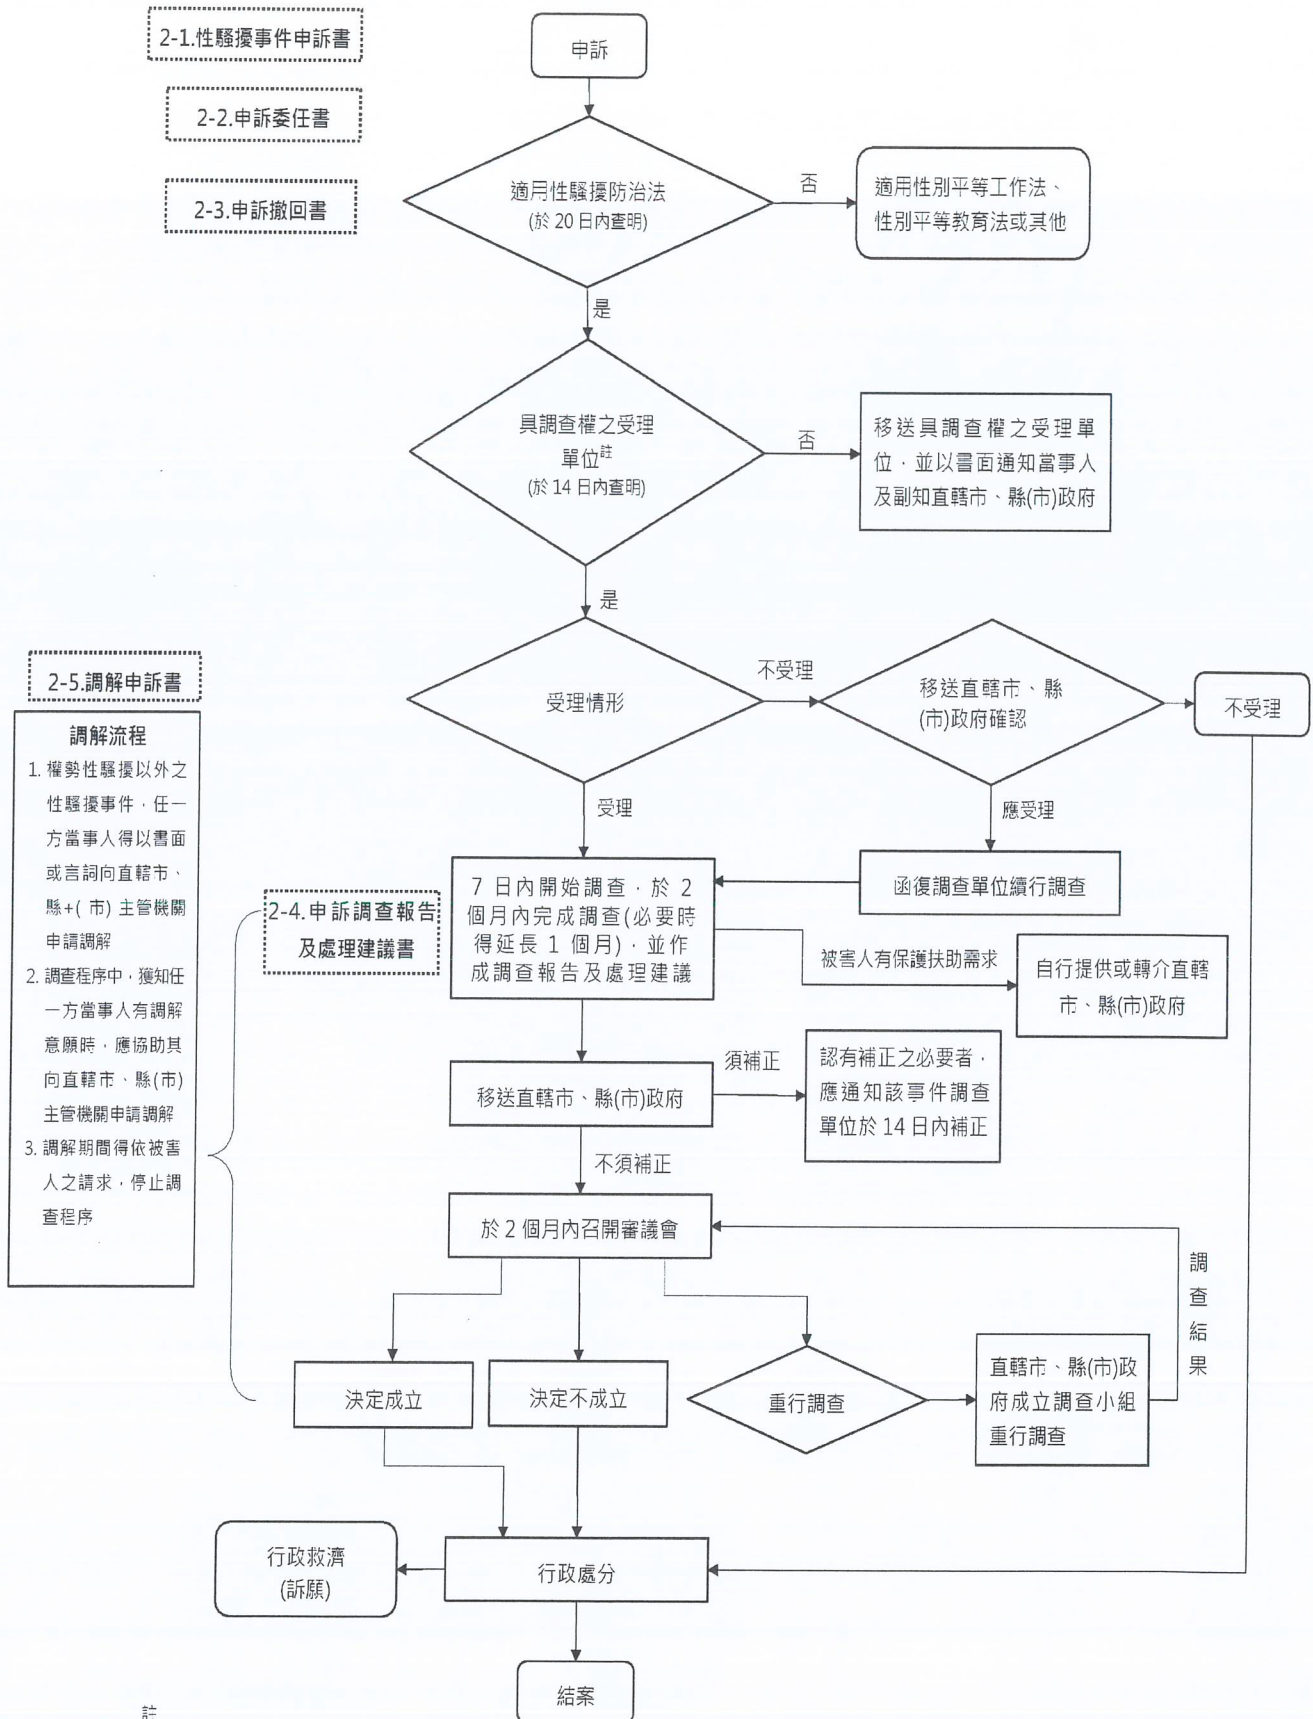 2-1.性騷擾事件申訴書
2-2.申訴委任書
2-3.申訴撤回書
申訴
適用性騷擾防治法
(於 20 日內查明)
否
適用性別平等工作法、
性別平等教育法或其他
是
具調查權之受理
單位註
(於 14 日內查明)
否
移送具調查權之受理單
位，並以書面通知當事人
及副知直轄市、縣(市)政府
是
受理情形
不受理
移送直轄市、縣
(市)政府確認
不受理
受理
應受理
函復調查單位續行調查
2-5.調解申訴書
調解流程
1. 權勢性騷擾以外之
性騷擾事件，任一
方當事人得以書面
或言詞向直轄市、
縣+( 市) 主管機關
申請調解
2. 調查程序中，獲知任
一方當事人有調解
意願時，應協助其
向直轄市、縣(市)
主管機關申請調解
3. 調解期間得依被害
人之請求，停止調
查程序
2-4.申訴調查報告
及處理建議書
7 日內開始調查，於 2
個月內完成調查(必要時
得延長 1 個月)，並作
成調查報告及處理建議
被害人有保護扶助需求
自行提供或轉介直轄
市、縣(市)政府
移送直轄市、縣(市)政府
須補正
認有補正之必要者，
應通知該事件調查
單位於 14 日內補正
不須補正
於 2 個月內召開審議會
決定成立
決定不成立
重行調查
直轄市、縣(市)政
府成立調查小組
重行調查
調查結果
行政處分
行政救濟
(訴願)
結案
註